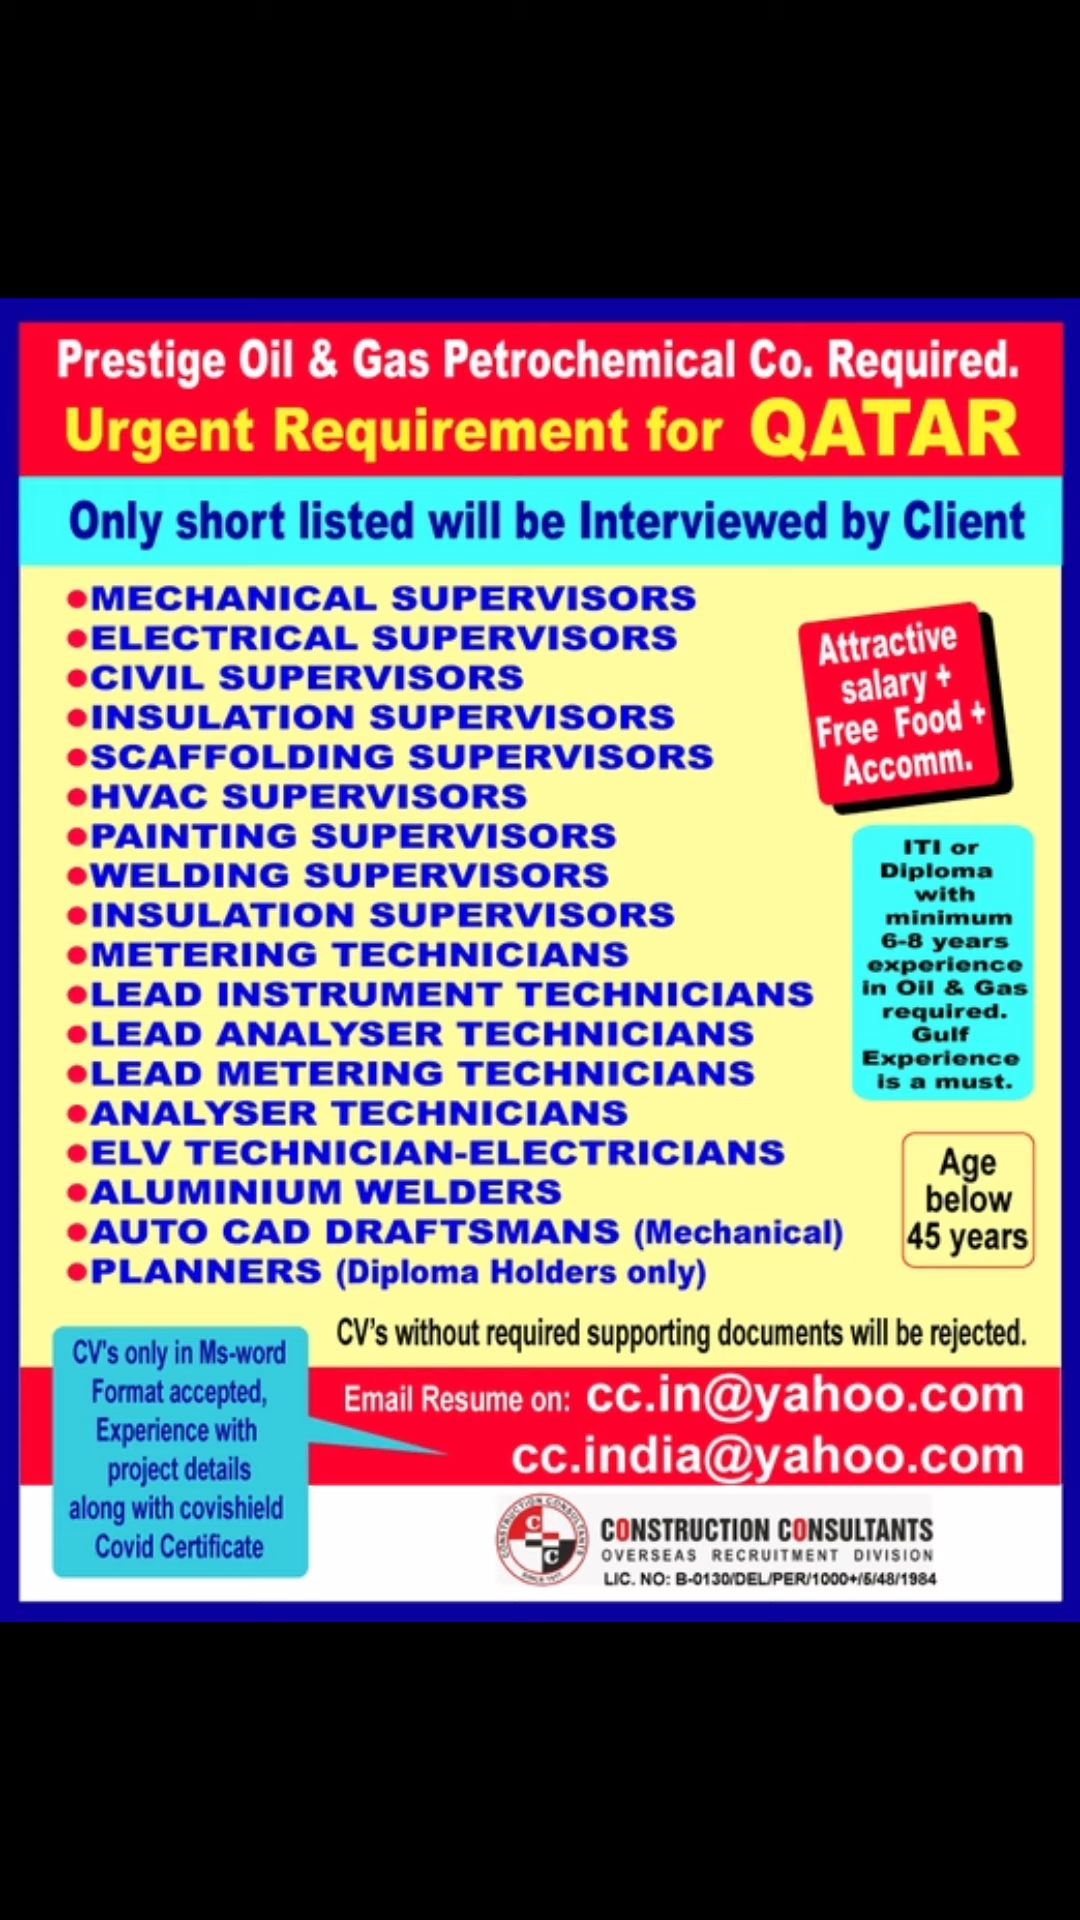 Prestige Oil & Gas Petrochemical Co. Required.
Urgent Requirement for QATAR
Only short listed will be Interviewed by Client
•MECHANICAL SUPERVISORS
•ELECTRICAL SUPERVISORS
•CIVIL SUPERVISORS
•INSULATION SUPERVISORS
•SCAFFOLDING SUPERVISORS
•HVAC SUPERVISORS
•PAINTING SUPERVISORS
•WELDING SUPERVISORS
•INSULATION SUPERVISORS
•METERING TECHNICIANS
•LEAD INSTRUMENT TECHNICIANS
•LEAD ANALYSER TECHNICIANS
•LEAD METERING TECHNICIANS
•ANALYSER TECHNICIANS
•ELV TECHNICIAN-ELECTRICIANS
•ALUMINIUM WELDERS
•AUTO CAD DRAFTSMANS (Mechanical)
•PLANNERS (Diploma Holders only)
Attractive
salary +
Free Food +
Accomm.
ITI or
Diploma
with
minimum
6-8 years
experience
in Oil & Gas
required.
Gulf
Experience
is a must.
Age
below
45 years
CV's without required supporting documents will be rejected.
CV's only in Ms-word
Format accepted,
Experience with
project details
along with covishield
Covid Certificate
Email Resume on: cc.in@yahoo.com
cc.india@yahoo.com
CONSTRUCTION CONSULTANTS
C
C
CONSTRUCTION CONSULTANTS
OVERSEAS RECRUITMENT DIVISION
LIC. NO: B-0130/DEL/PER/1000+/5/48/1984